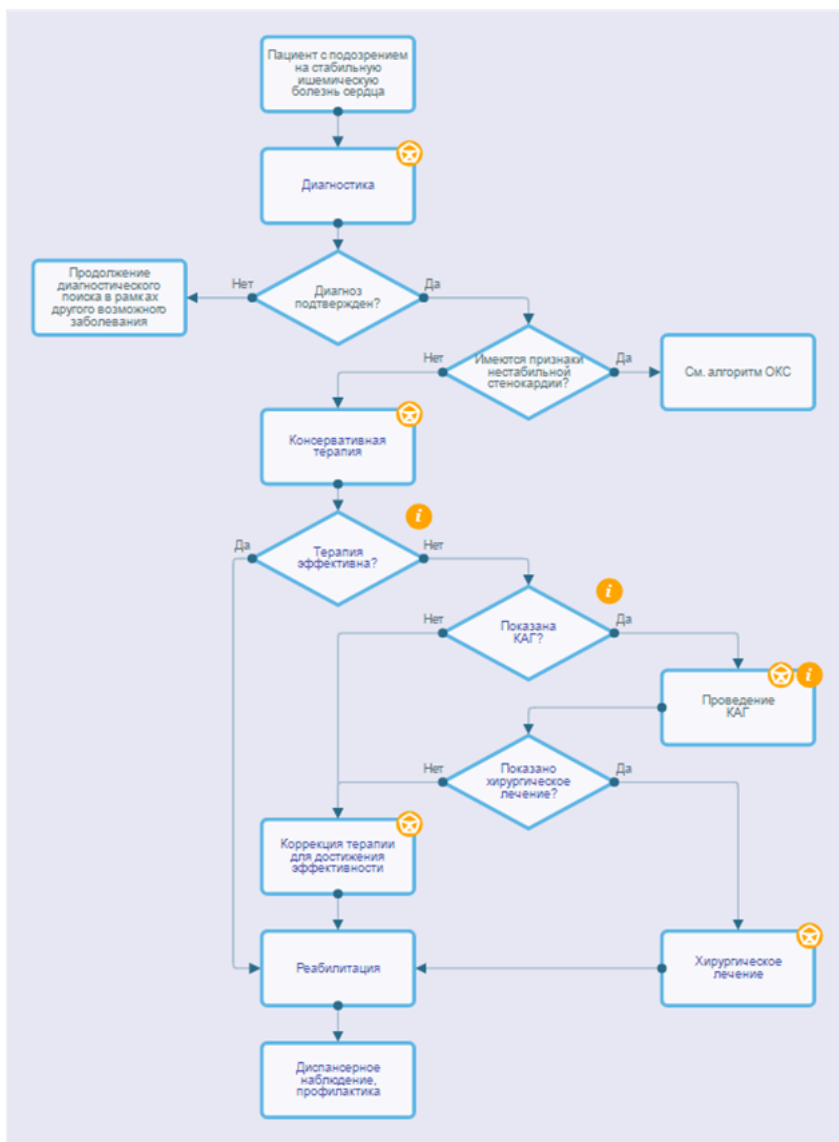 Пациент с подозрением
на стабильную
ишемическую
болезнь сердца
Диагностика
Диагноз
подтвержден?
Нет
Да
Продолжение
диагностического
поиска в рамках
другого возможного
заболевания
Имеются признаки
нестабильной
стенокардии?
Нет
Да
См. алгоритм ОКС
Консервативная
терапия
Терапия
эффективна?
Да
Нет
i
Показана
КАГ?
Нет
Да
i
Проведение
КАГ
i
Показано
хирургическое
лечение?
Нет
Да
Коррекция терапии
для достижения
эффективности
Реабилитация
Хирургическое
лечение
Диспансерное
наблюдение,
профилактика